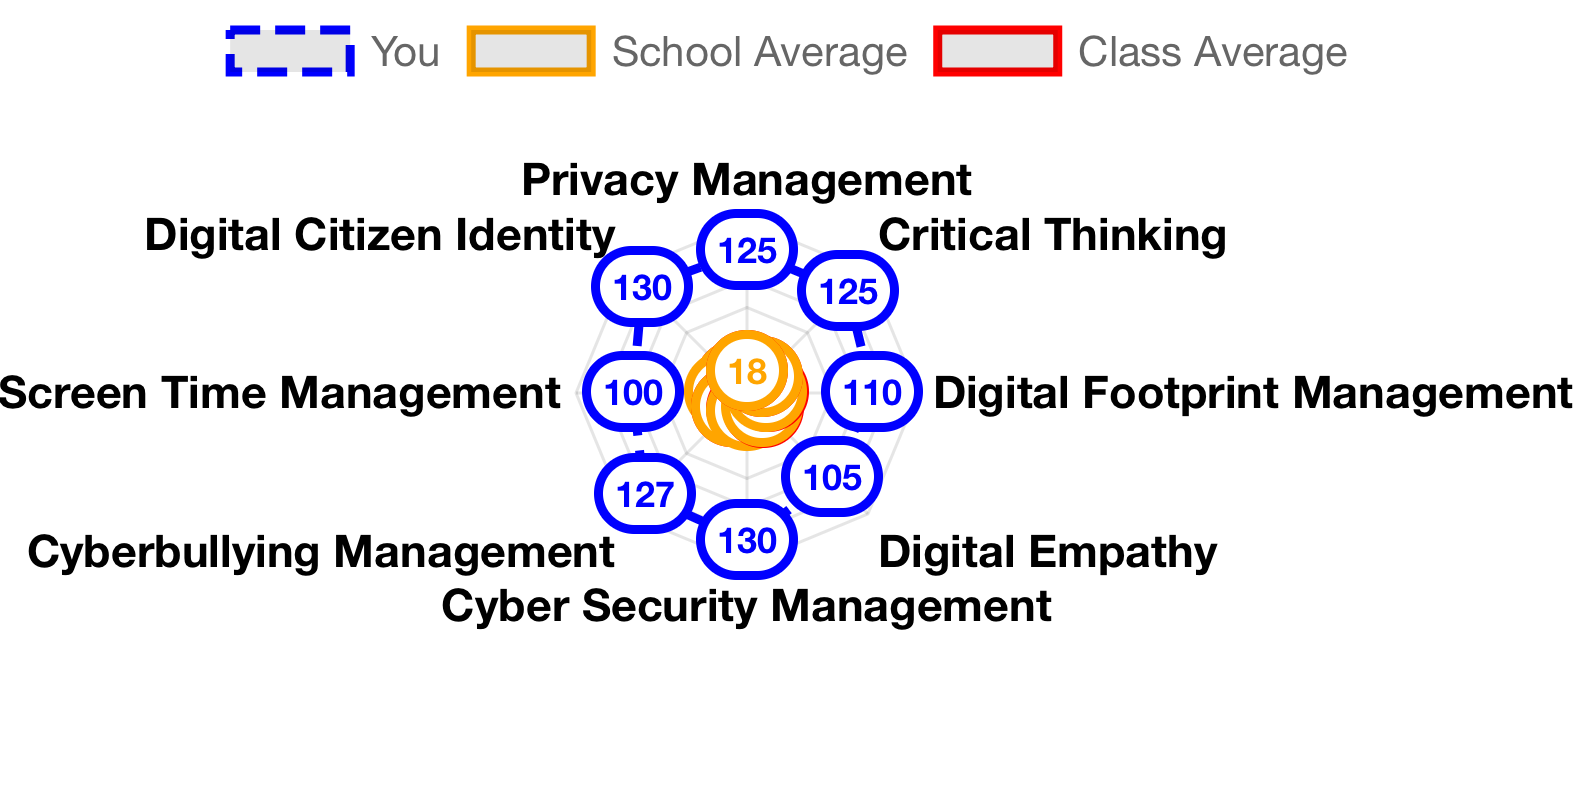 You School Average Class Average
Privacy Management
Digital Citizen Identity Critical Thinking
125
130 125
18
Screen Time Management 100 110 Digital Footprint Management
105
127
130
Cyberbullying Management Digital Empathy
Cyber Security Management